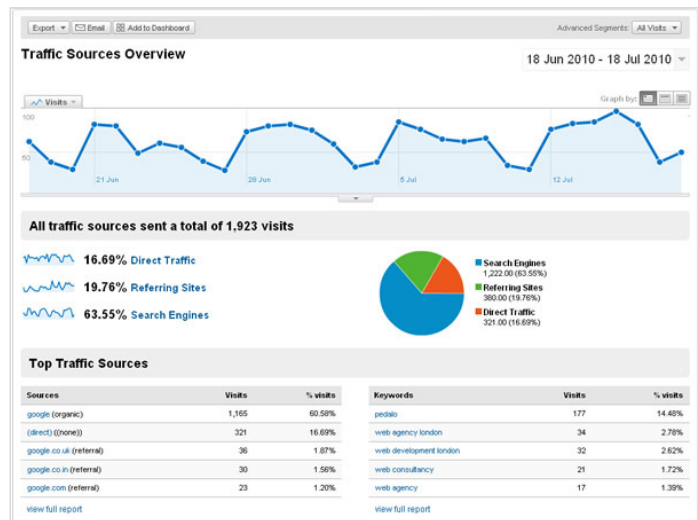 Export Email Add to Dashboard Advanced Segments: All Visits
Traffic Sources Overview
18 Jun 2010 - 18 Jul 2010
Visits Graph by:
100
50
21 Jun 28 Jun 5 Jul 12 Jul
All traffic sources sent a total of 1,923 visits
16.69% Direct Traffic
19.76% Referring Sites
63.55% Search Engines
Search Engines
1,222.00 (63.55%)
Referring Sites
380.00 (19.76%)
Direct Traffic
321.00 (16.69%)
Top Traffic Sources
Sources Visits % visits
google (organic) 1,165 60.58%
(direct) ((none)) 321 16.69%
google.co.uk (referral) 36 1.87%
google.co.in (referral) 30 1.56%
google.com (referral) 23 1.20%
view full report
Keywords Visits % visits
pedalo 177 14.48%
web agency london 34 2.78%
web development london 32 2.62%
web consultancy 21 1.72%
web agency 17 1.39%
view full report